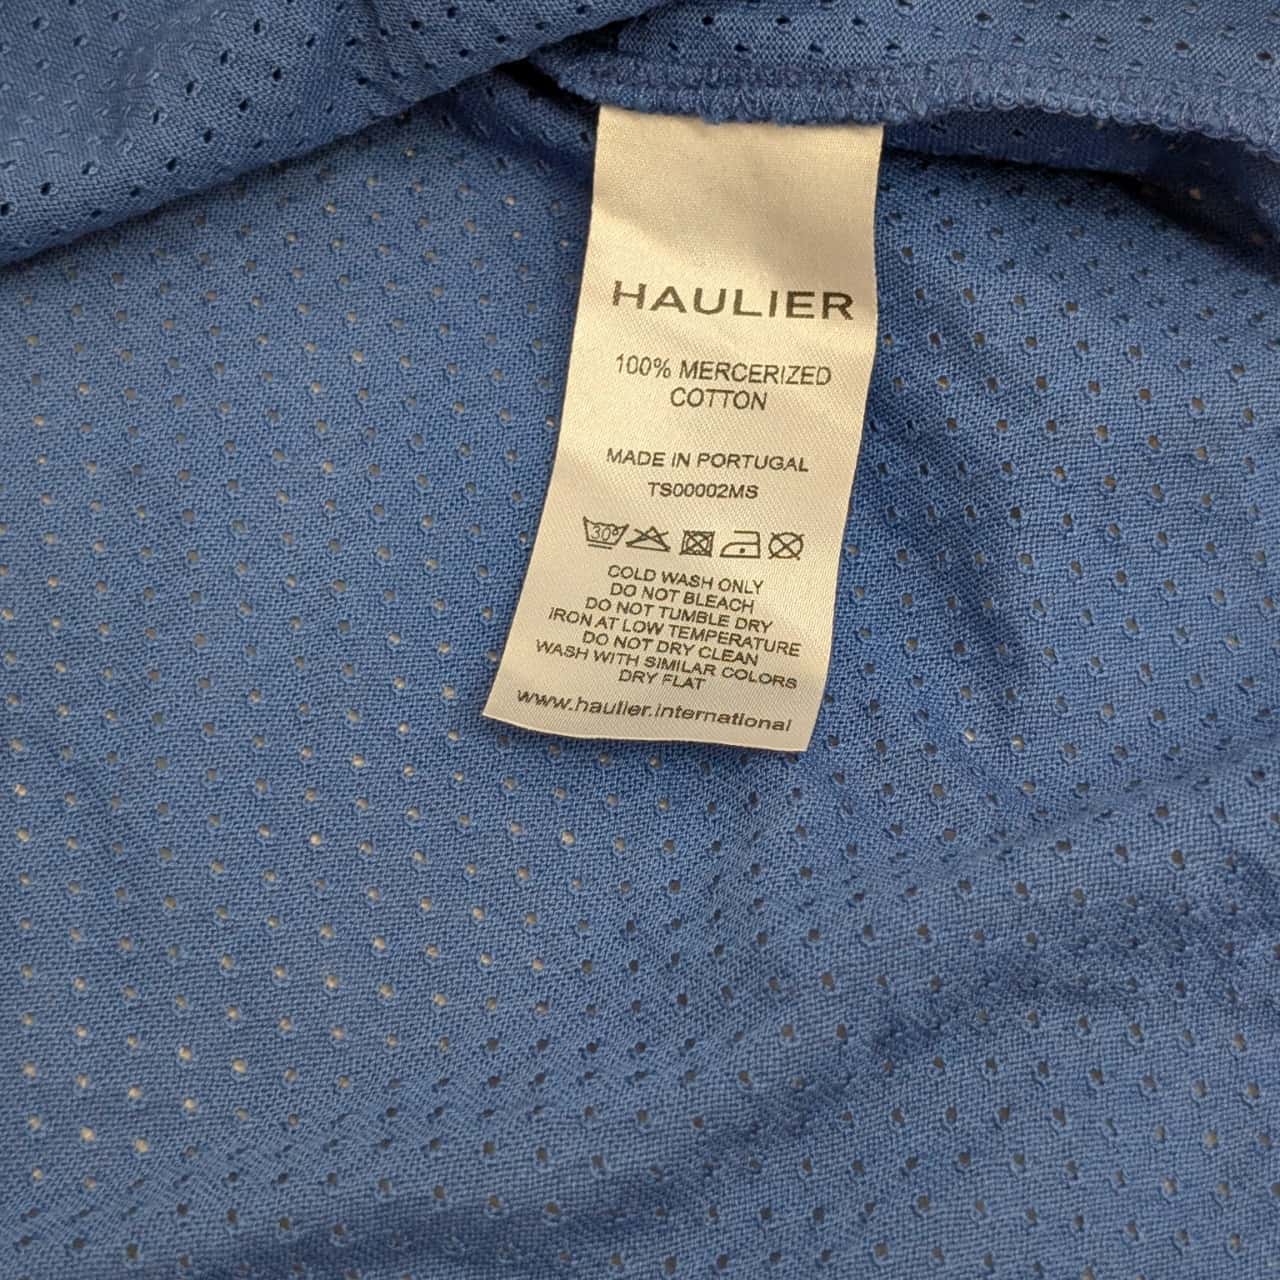 HAULIER
100% MERCERIZED
COTTON
MADE IN PORTUGAL
TS00002MS
30°
COLD WASH ONLY
DO NOT BLEACH
DO NOT TUMBLE DRY
IRON AT LOW TEMPERATURE
DO NOT DRY CLEAN
WASH WITH SIMILAR COLORS
DRY FLAT
www.haulier.international